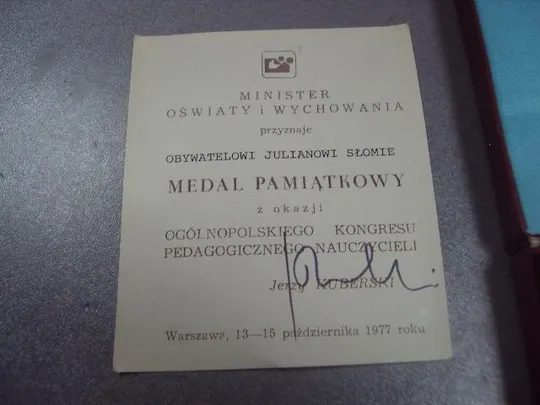 MINISTER
OŚWIATY i WYCHOWANIA
przyznaje
OBYWATELOWI JULIANOWI SŁOMIE
MEDAL PAMIĄTKOWY
z okazji
OGÓLNOPOLSKIEGO KONGRESU
PEDAGOGICZNEGO NAUCZYCIELI
Jerzy KUBERSKI
Warszawa, 13—15 października 1977 roku